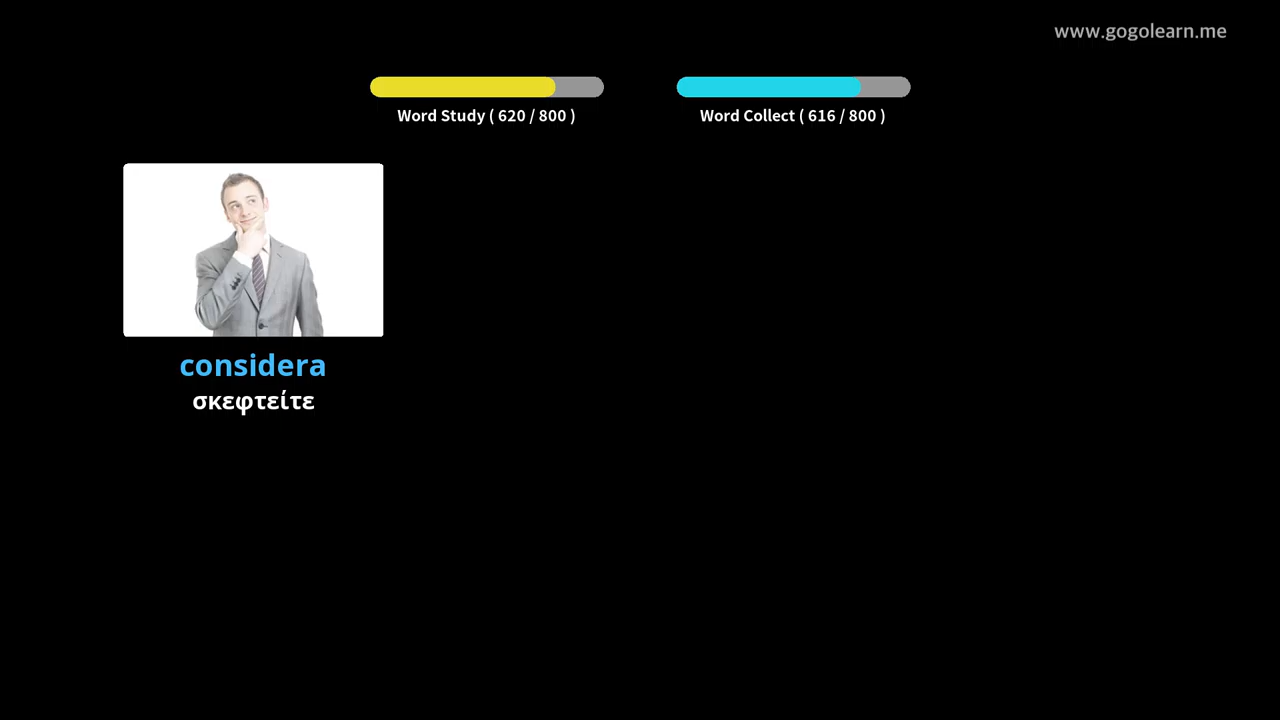 www.gogolearn.me
Word Study ( 620 / 800 )
Word Collect ( 616 / 800 )
considera
σκεφτείτε